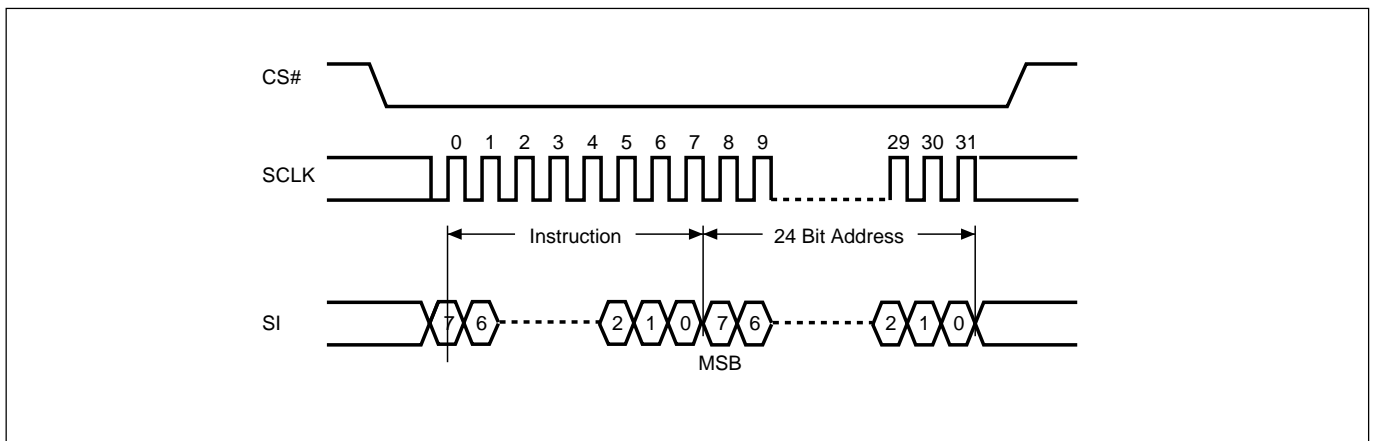 CS#
0 1 2 3 4 5 6 7 8 9 29 30 31
SCLK
Instruction 24 Bit Address
SI 7 6 2 1 0 7 6 2 1 0
MSB